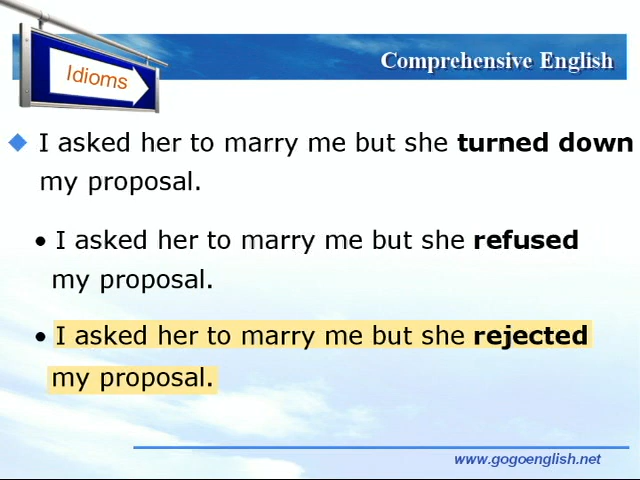 Idioms
Comprehensive English
I asked her to marry me but she turned down
my proposal.
• I asked her to marry me but she refused
my proposal.
• I asked her to marry me but she rejected
my proposal.
www.gogoenglish.net